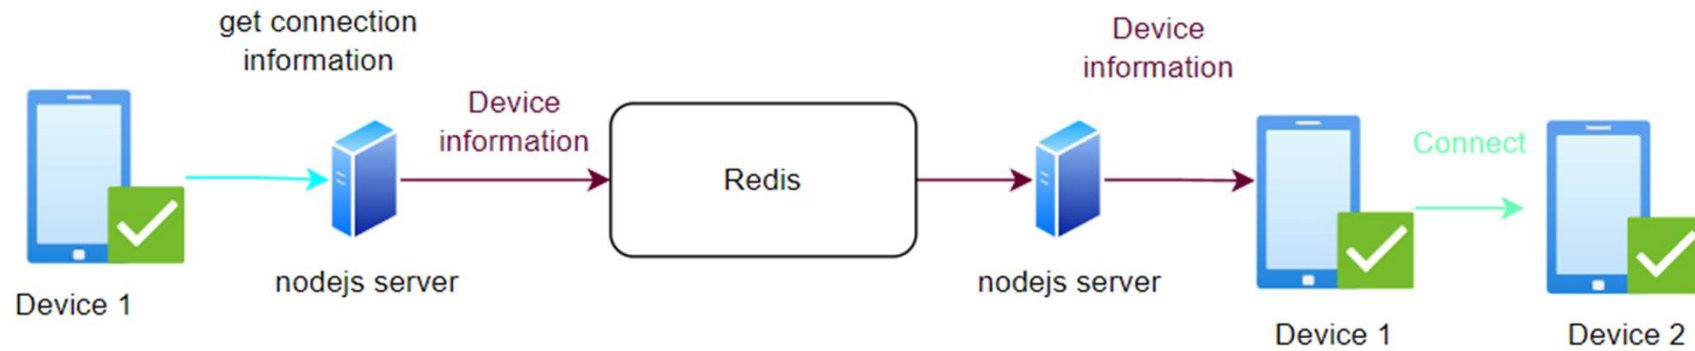 get connection
information
Device
information
Redis
Device
information
Connect
nodejs server
nodejs server
Device 1
Device 1
Device 2